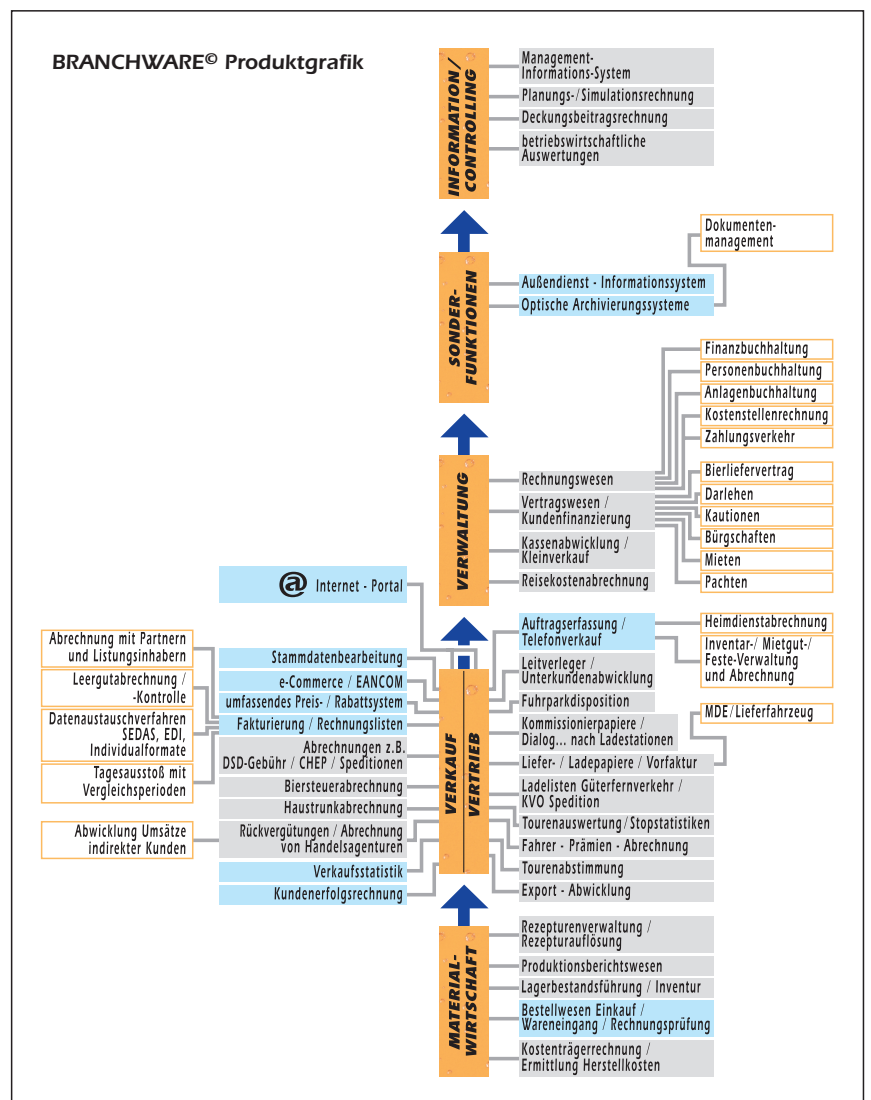 BRANCHWARE© Produktgrafik
INFORMATION/
CONTROLLING
Management-
Informations-System
Planungs-/Simulationsrechnung
Deckungsbeitragsrechnung
betriebswirtschaftliche
Auswertungen
SONDER-
FUNKTIONEN
Außendienst - Informationssystem
Optische Archivierungssysteme
Dokumenten-
management
VERWALTUNG
Rechnungswesen
Vertragswesen /
Kundenfinanzierung
Kassenabwicklung /
Kleinverkauf
Reisekostenabrechnung
Finanzbuchhaltung
Personenbuchhaltung
Anlagenbuchhaltung
Kostenstellenrechnung
Zahlungsverkehr
Bierliefervertrag
Darlehen
Kautionen
Bürgschaften
Mieten
Pachten
@ Internet - Portal
Stammdatenbearbeitung
e-Commerce / EANCOM
umfassendes Preis- / Rabattsystem
Fakturierung / Rechnungslisten
Abrechnungen z.B.
DSD-Gebühr / CHEP / Speditionen
Biersteuerabrechnung
Haustrunkabrechnung
Rückvergütungen / Abrechnung
von Handelsagenturen
Verkaufsstatistik
Kundenerfolgsrechnung
Abrechnung mit Partnern
und Listungsinhabern
Leergutabrechnung /
-Kontrolle
Datenaustauschverfahren
SEDAS, EDI,
Individualformate
Tagesausstoß mit
Vergleichsperioden
Abwicklung Umsätze
indirekter Kunden
VERKAUF
VERTRIEB
Auftragserfassung /
Telefonverkauf
Leitverleger /
Unterkundenabwicklung
Fuhrparkdisposition
Kommissionierpapiere /
Dialog... nach Ladestationen
Liefer- / Ladepapiere / Vorfaktur
Ladelisten Güterfernverkehr /
KVO Spedition
Tourenauswertung/Stopstatistiken
Fahrer - Prämien - Abrechnung
Tourenabstimmung
Export - Abwicklung
Heimdienstabrechnung
Inventar-/ Mietgut-/
Feste-Verwaltung
und Abrechnung
MDE/Lieferfahrzeug
MATERIAL-
WIRTSCHAFT
Rezepturenverwaltung /
Rezepturauflösung
Produktionsberichtswesen
Lagerbestandsführung / Inventur
Bestellwesen Einkauf /
Wareneingang / Rechnungsprüfung
Kostenträgerrechnung /
Ermittlung Herstellkosten